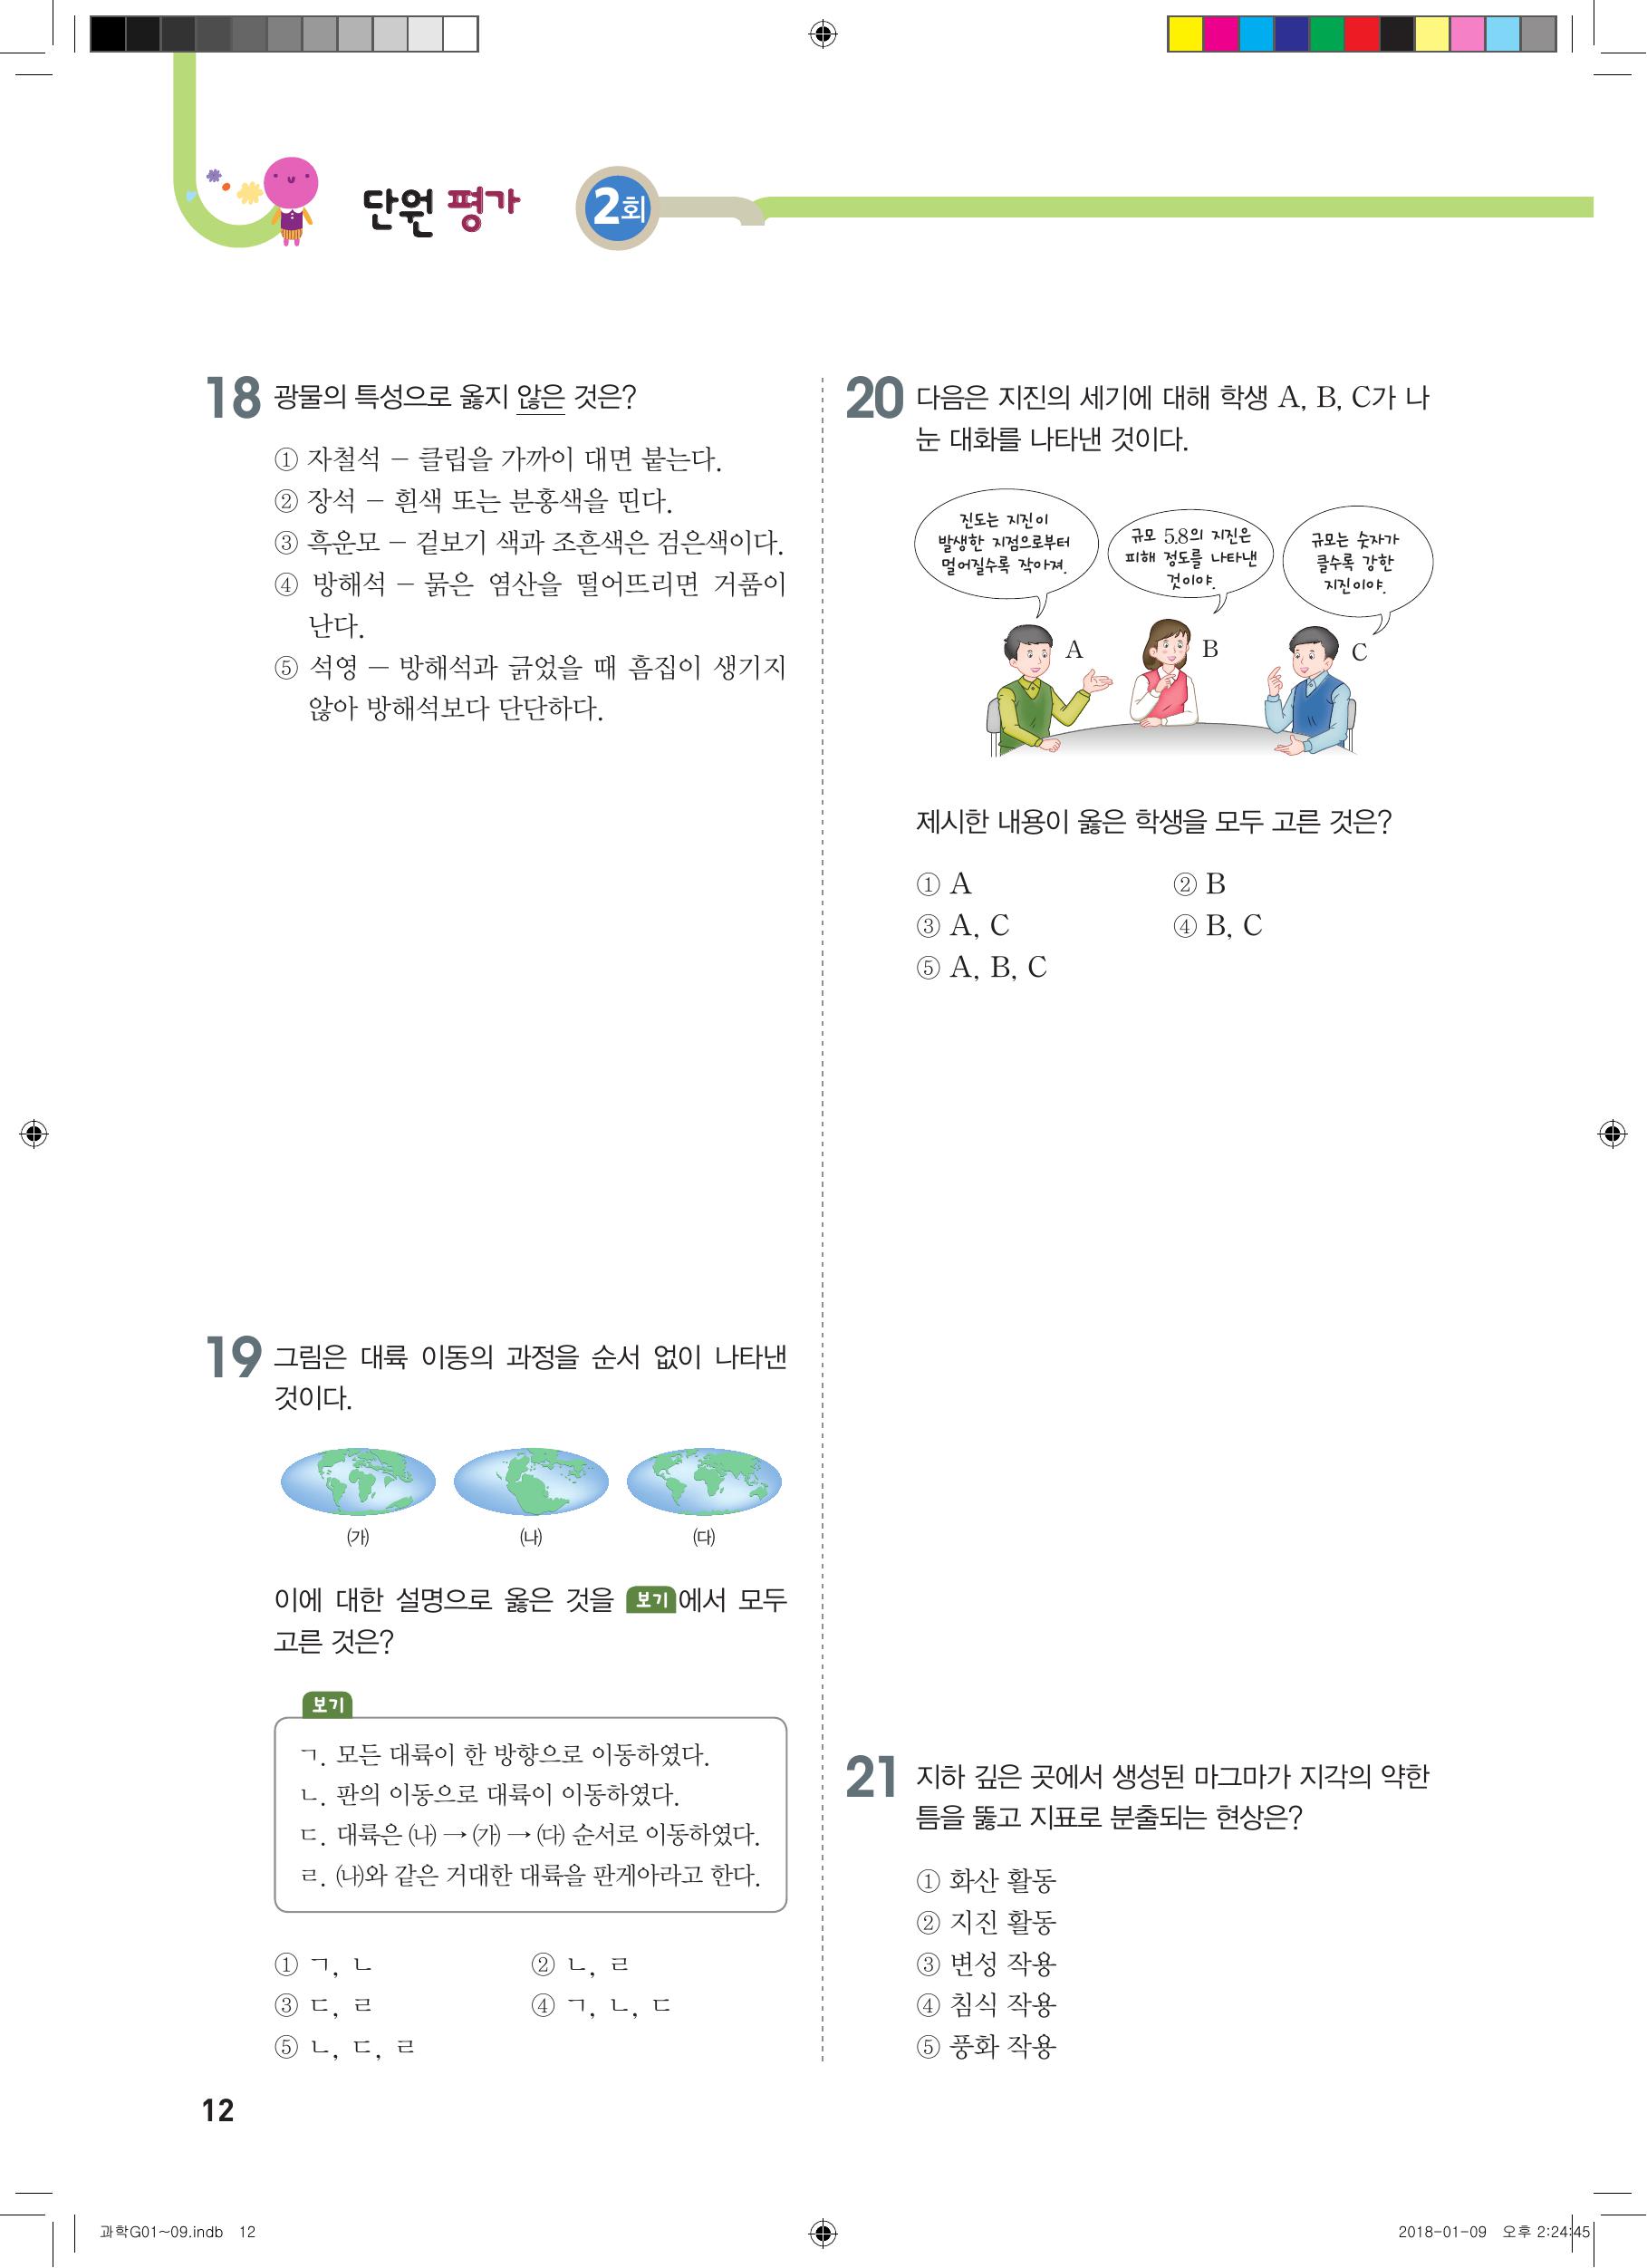 단원 평가 2회
18 광물의 특성으로 옳지 않은 것은?
① 자철석 – 클립을 가까이 대면 붙는다.
② 장석 – 흰색 또는 분홍색을 띤다.
③ 흑운모 – 겉보기 색과 조흔색은 검은색이다.
④ 방해석 – 묽은 염산을 떨어뜨리면 거품이
난다.
⑤ 석영 – 방해석과 긁었을 때 흠집이 생기지
않아 방해석보다 단단하다.
19 그림은 대륙 이동의 과정을 순서 없이 나타낸
것이다.
(가) (나) (다)
이에 대한 설명으로 옳은 것을 보기에서 모두
고른 것은?
보기
ㄱ. 모든 대륙이 한 방향으로 이동하였다.
ㄴ. 판의 이동으로 대륙이 이동하였다.
ㄷ. 대륙은 (나) → (가) → (다) 순서로 이동하였다.
ㄹ. (나)와 같은 거대한 대륙을 판게아라고 한다.
① ㄱ, ㄴ ② ㄴ, ㄹ
③ ㄷ, ㄹ ④ ㄱ, ㄴ, ㄷ
⑤ ㄴ, ㄷ, ㄹ
20 다음은 지진의 세기에 대해 학생 A, B, C가 나
눈 대화를 나타낸 것이다.
진도는 지진이
발생한 지점으로부터
멀어질수록 작아져.
규모 5.8의 지진은
피해 정도를 나타낸
것이야.
규모는 숫자가
클수록 강한
지진이야.
A B C
제시한 내용이 옳은 학생을 모두 고른 것은?
① A ② B
③ A, C ④ B, C
⑤ A, B, C
21 지하 깊은 곳에서 생성된 마그마가 지각의 약한
틈을 뚫고 지표로 분출되는 현상은?
① 화산 활동
② 지진 활동
③ 변성 작용
④ 침식 작용
⑤ 풍화 작용
12
과학G01~09.indb 12 2018-01-09 오후 2:24:45